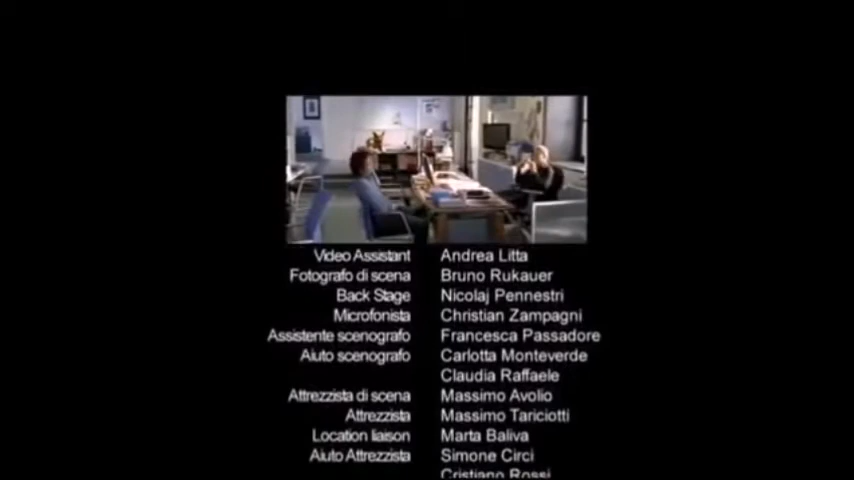 Video Assistant Andrea Litta
Fotografo di scena Bruno Rukauer
Back Stage Nicolaj Pennestri
Microfonista Christian Zampagni
Assistente scenografo Francesca Passadore
Aiuto scenografo Carlotta Monteverde
Claudia Raffaele
Attrezzista di scena Massimo Avolio
Attrezzista Massimo Tariciotti
Location liaison Marta Baliva
Aiuto Attrezzista Simone Circi
Cristiano Rossi